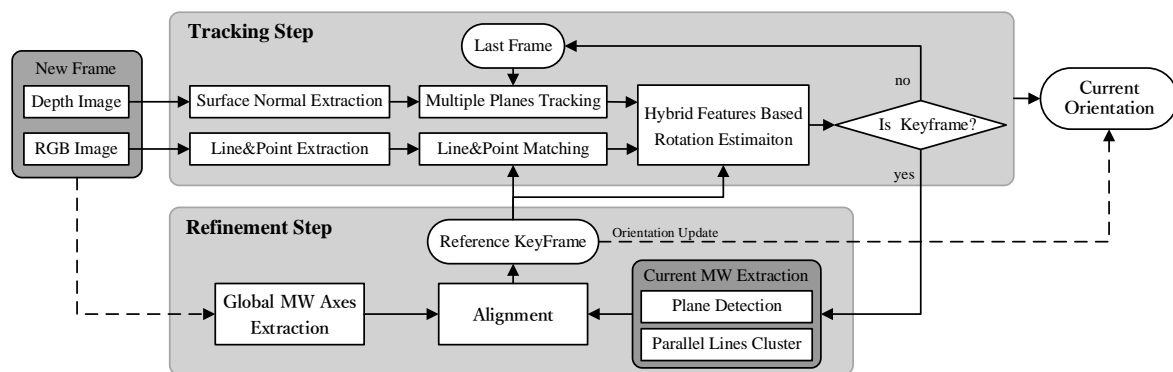 Tracking Step
Last Frame
New Frame
no
Depth Image
Surface Normal Extraction
Multiple Planes Tracking
Hybrid Features Based
Rotation Estimaiton
Is Keyframe?
Current
Orientation
RGB Image
Line&Point Extraction
Line&Point Matching
yes
Refinement Step
Reference KeyFrame
Orientation Update
Current MW Extraction
Global MW Axes
Extraction
Alignment
Plane Detection
Parallel Lines Cluster